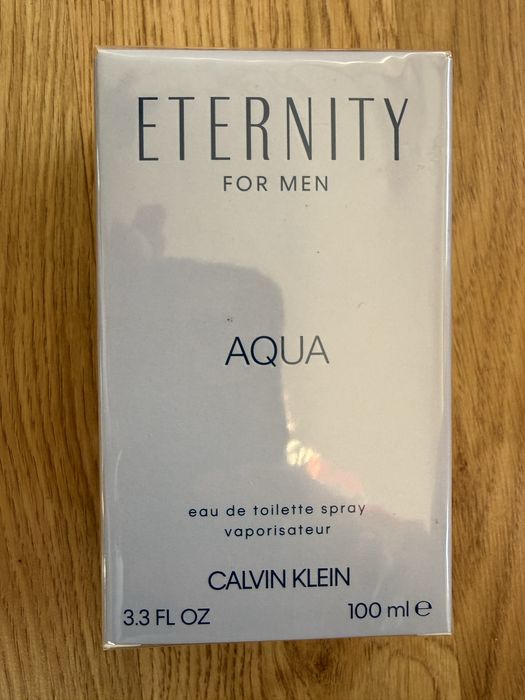 ETERNITY
FOR MEN
AQUA
eau de toilette spray
vaporisateur
CALVIN KLEIN
3.3 FL OZ 100 ml ℮